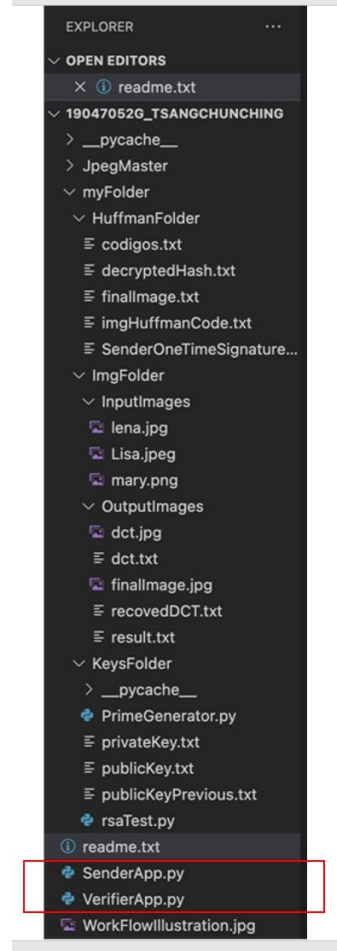 EXPLORER ...
OPEN EDITORS
readme.txt
19047052G_TSANGCHUNCHING
__pycache__
JpegMaster
myFolder
HuffmanFolder
codigos.txt
decryptedHash.txt
finalImage.txt
imgHuffmanCode.txt
SenderOneTimeSignature...
ImgFolder
InputImages
lena.jpg
Lisa.jpeg
mary.png
OutputImages
dct.jpg
dct.txt
finalImage.jpg
recovedDCT.txt
result.txt
KeysFolder
__pycache__
PrimeGenerator.py
privateKey.txt
publicKey.txt
publicKeyPrevious.txt
rsaTest.py
readme.txt
SenderApp.py
VerifierApp.py
WorkFlowIllustration.jpg